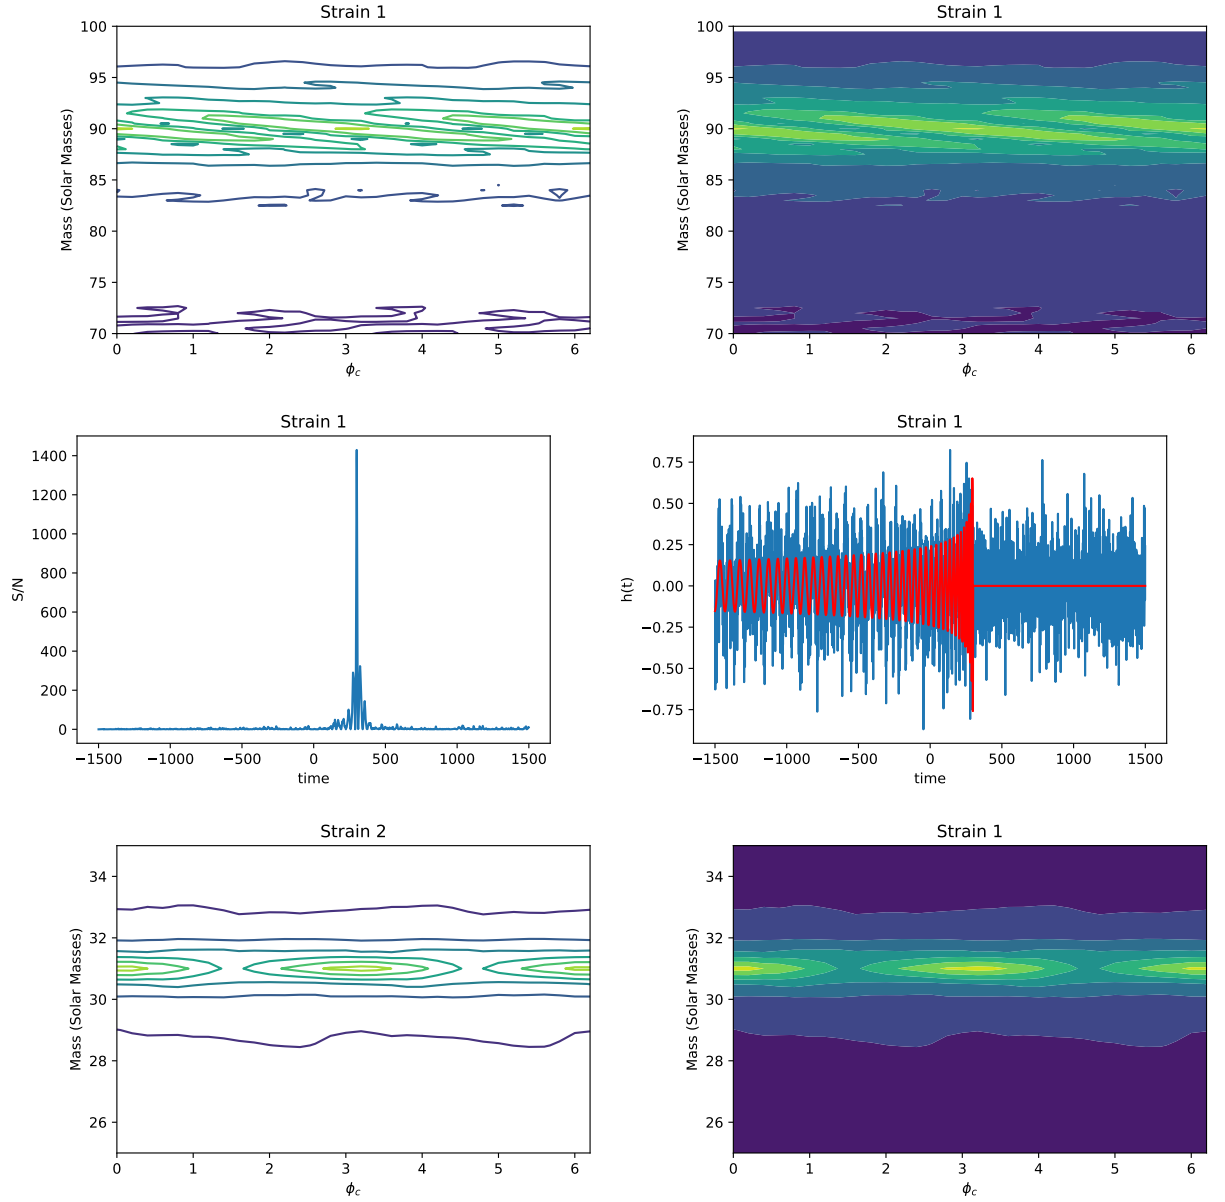 Strain 1
Mass (Solar Masses)
100
95
90
85
80
75
70
0 1 2 3 4 5 6
ϕc
Strain 1
Mass (Solar Masses)
100
95
90
85
80
75
70
0 1 2 3 4 5 6
ϕc
Strain 1
S/N
1400
1200
1000
800
600
400
200
0
−1500 −1000 −500 0 500 1000 1500
time
Strain 1
h(t)
0.75
0.50
0.25
0.00
−0.25
−0.50
−0.75
−1500 −1000 −500 0 500 1000 1500
time
Strain 2
Mass (Solar Masses)
34
32
30
28
26
0 1 2 3 4 5 6
ϕc
Strain 1
Mass (Solar Masses)
34
32
30
28
26
0 1 2 3 4 5 6
ϕc